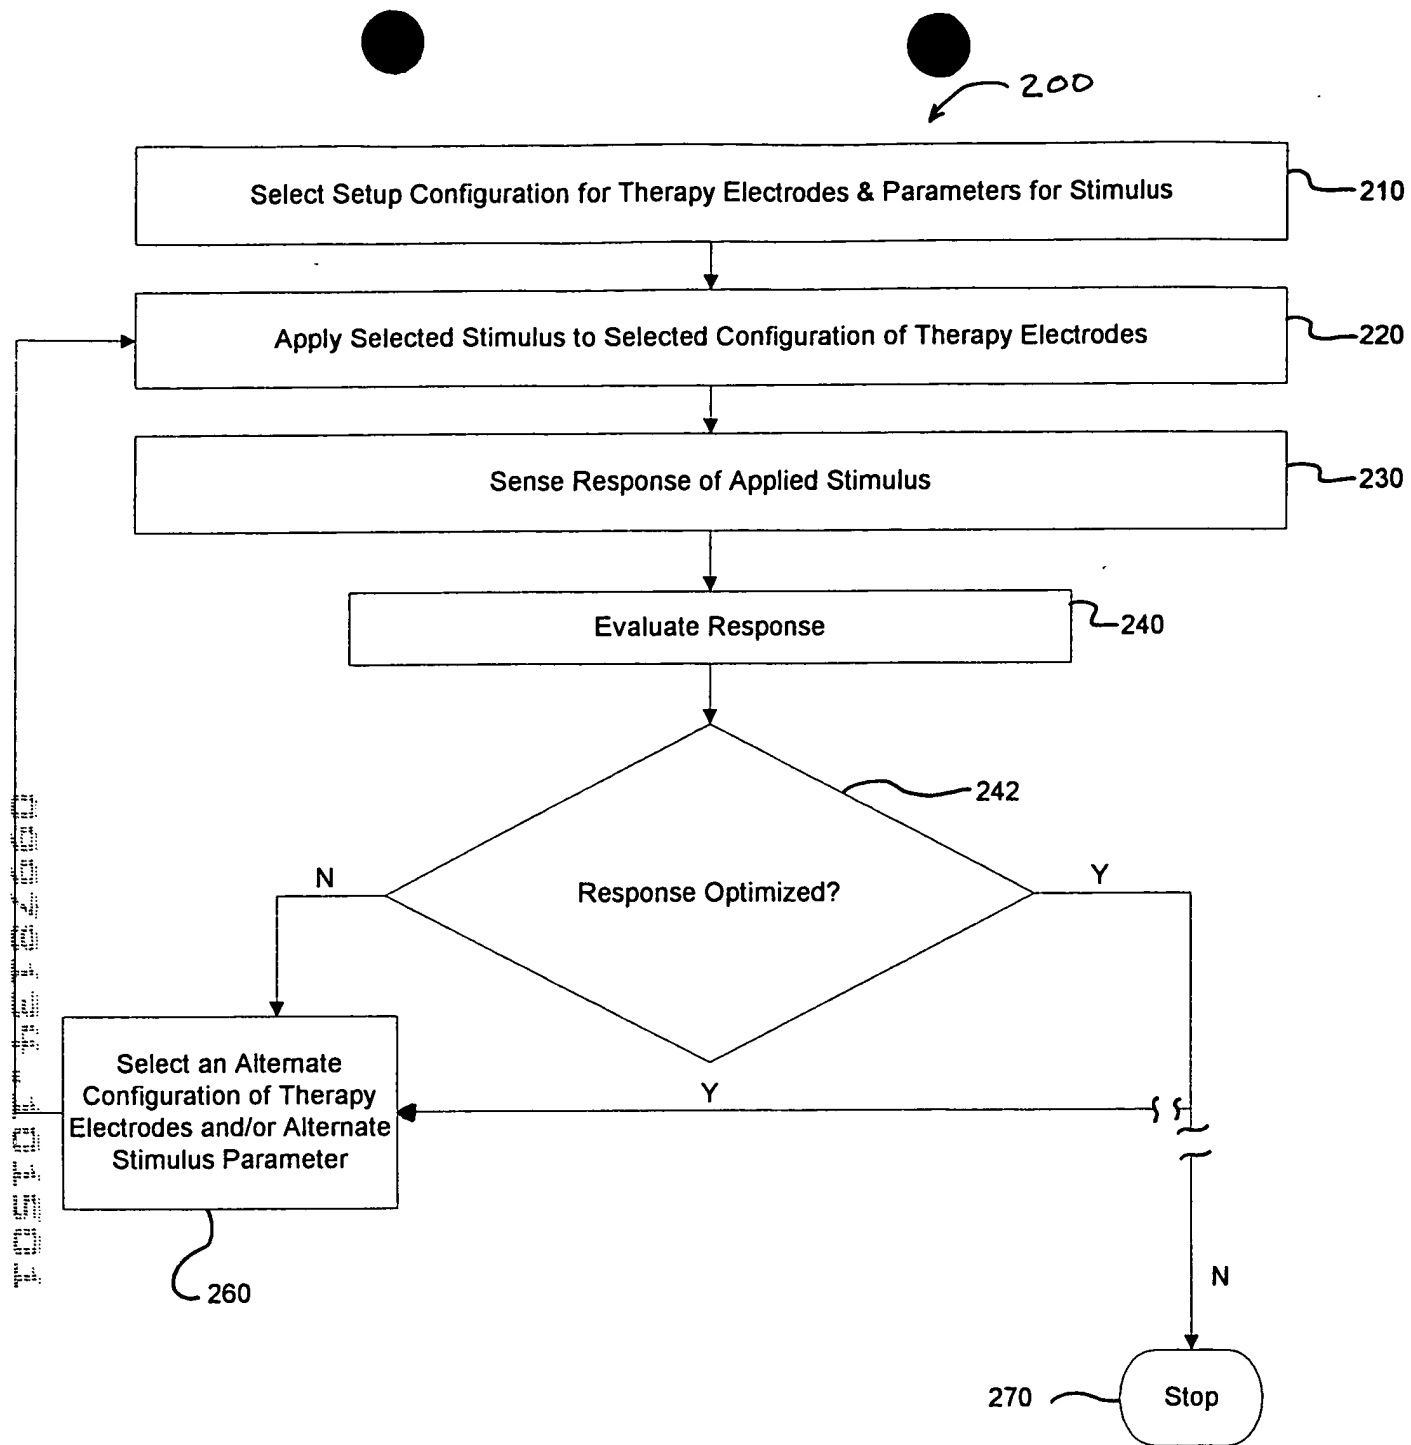 200
Select Setup Configuration for Therapy Electrodes & Parameters for Stimulus
210
Apply Selected Stimulus to Selected Configuration of Therapy Electrodes
220
Sense Response of Applied Stimulus
230
Evaluate Response
240
242
N
Response Optimized?
Y
Select an Alternate
Configuration of Therapy
Electrodes and/or Alternate
Stimulus Parameter
Y
260
N
270
Stop